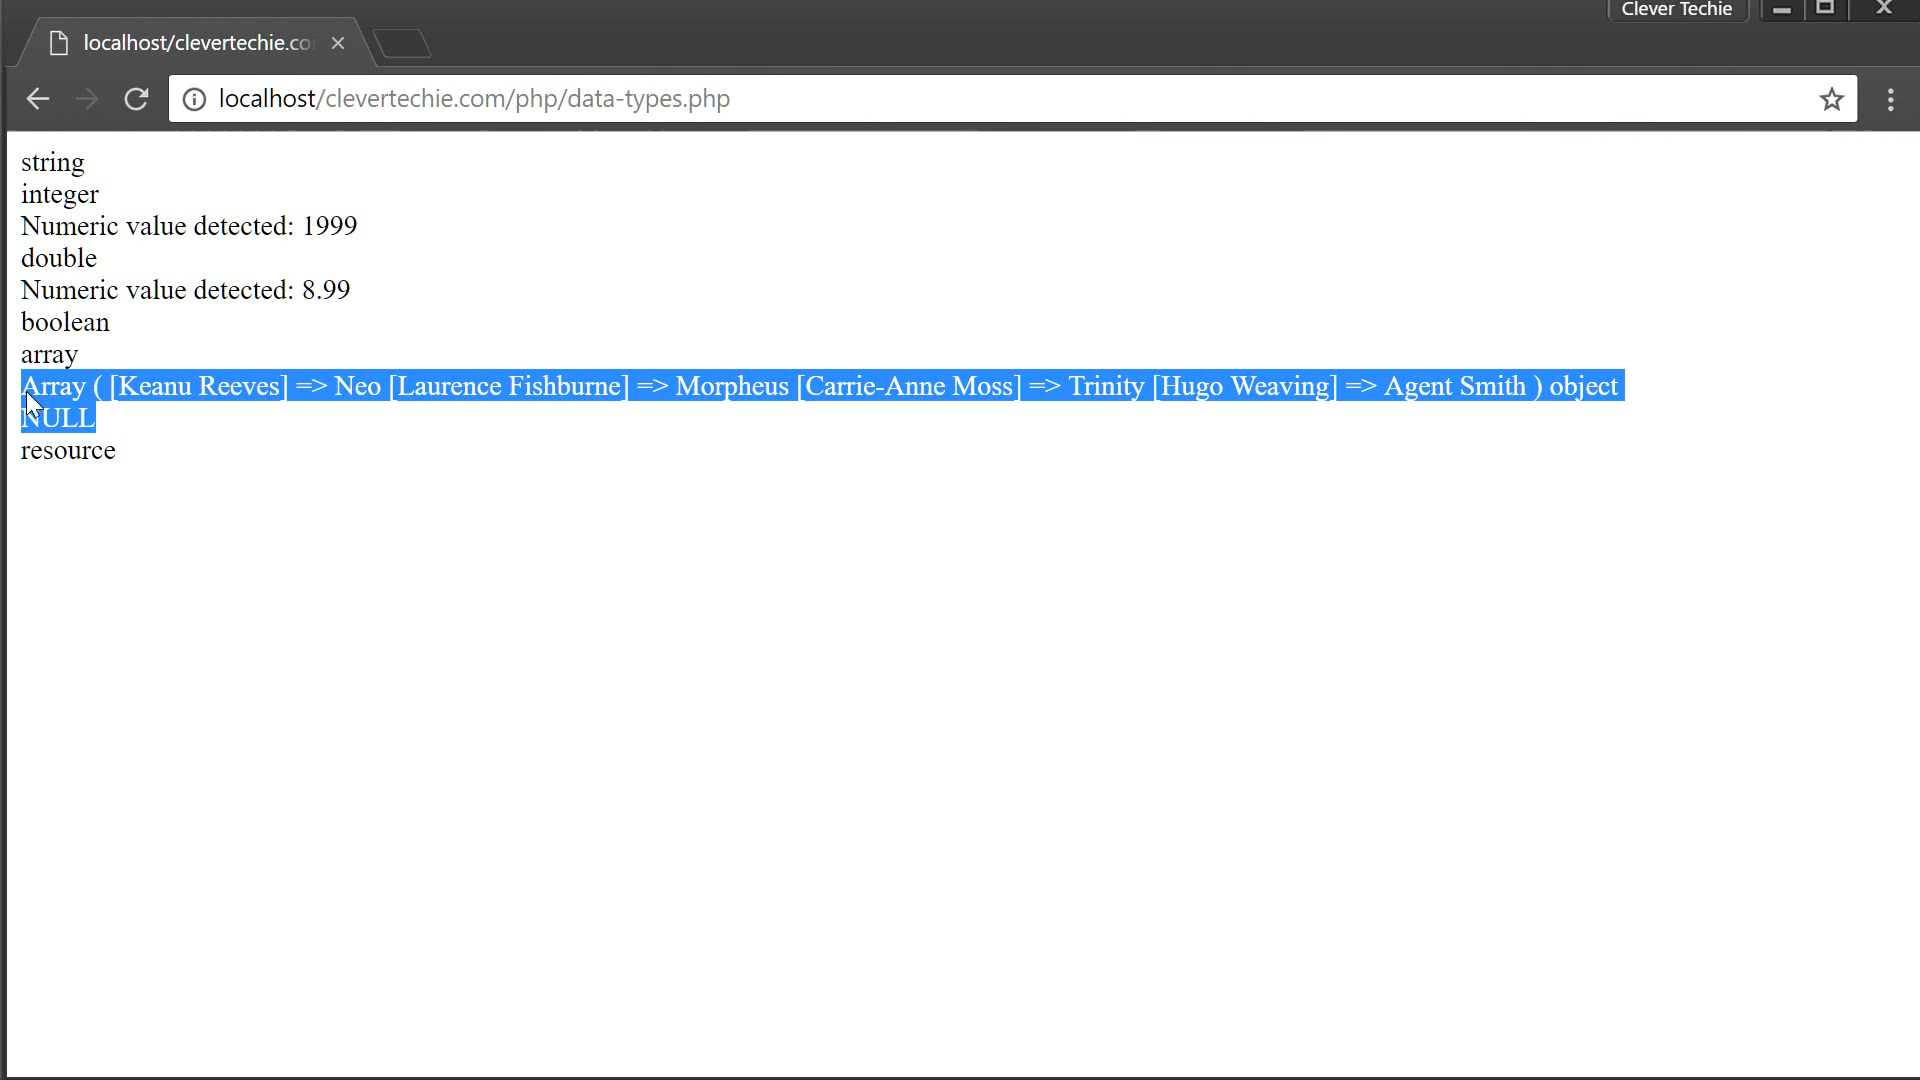 Clever Techie
localhost/clevertechie.co
localhost/clevertechie.com/php/data-types.php
string
integer
Numeric value detected: 1999
double
Numeric value detected: 8.99
boolean
array
Array ( [Keanu Reeves] => Neo [Laurence Fishburne] => Morpheus [Carrie-Anne Moss] => Trinity [Hugo Weaving] => Agent Smith ) object
NULL
resource